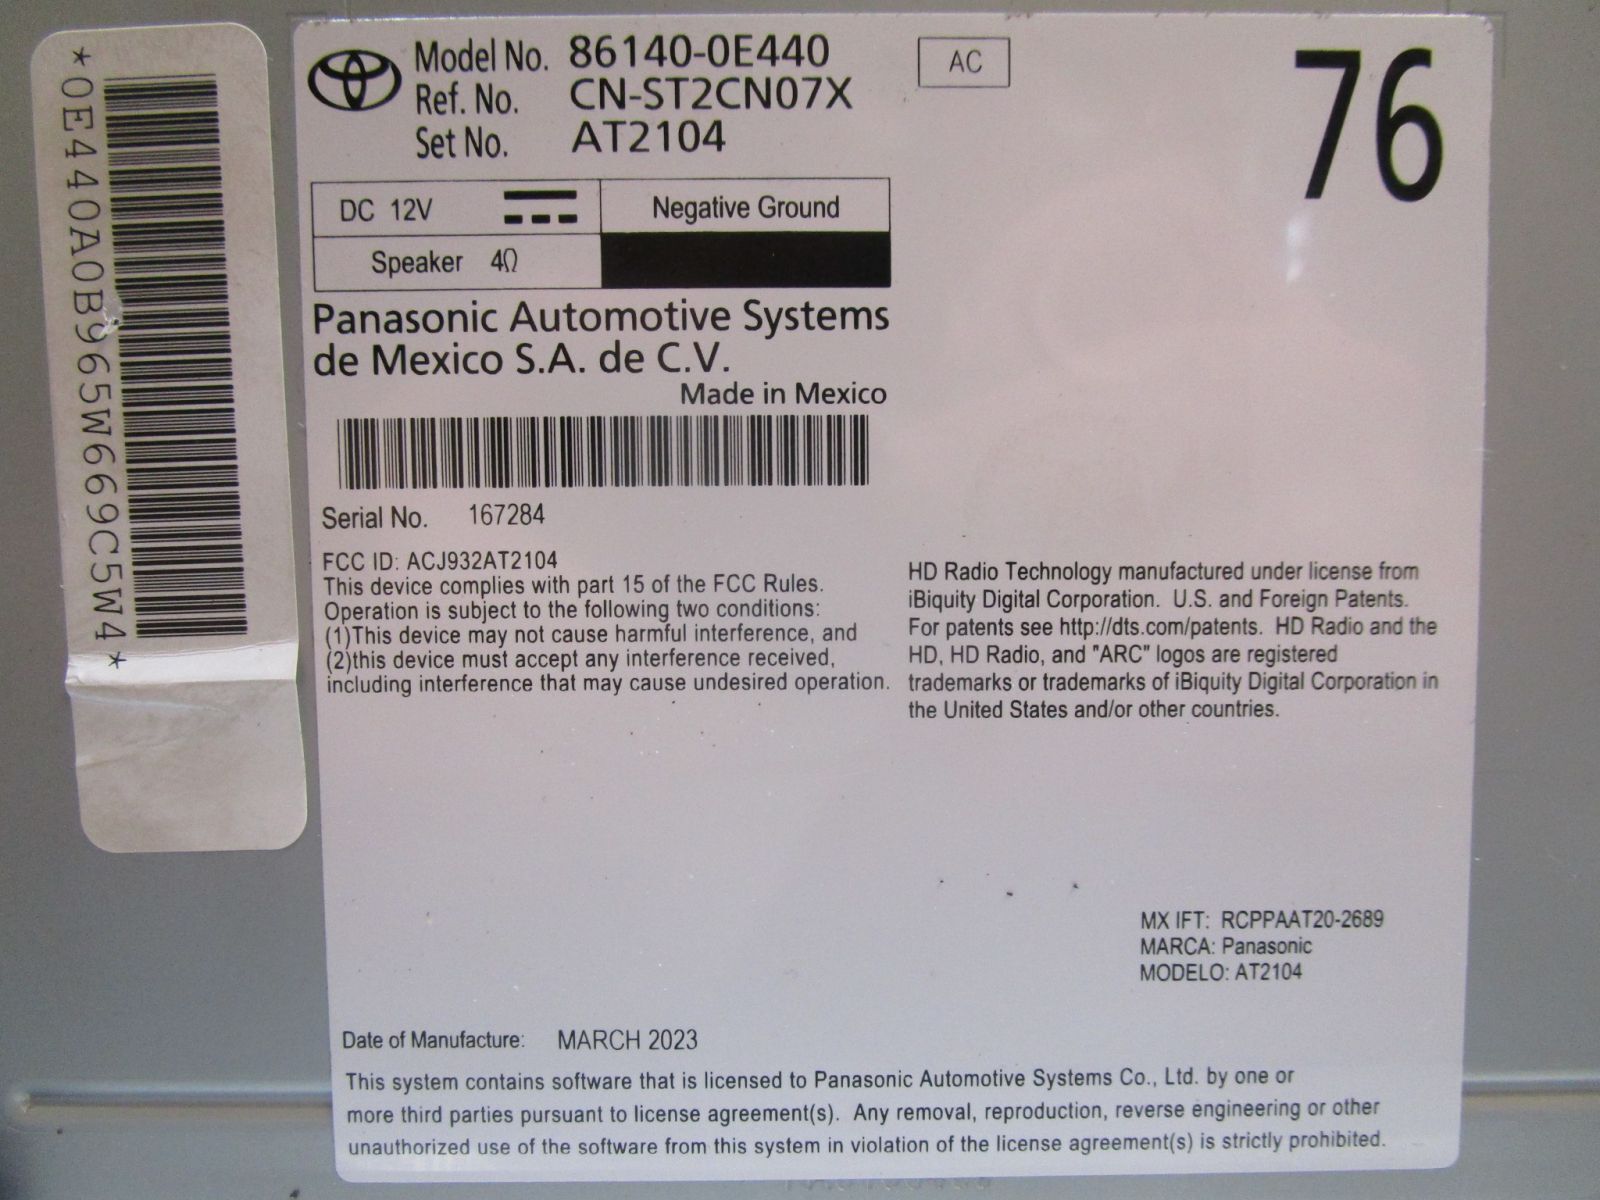 *0E440A0B965W669C5W4*
Model No. 86140-0E440
Ref. No. CN-ST2CN07X
Set No. AT2104
AC
76
DC 12V
Negative Ground
Speaker 4Ω
Panasonic Automotive Systems
de Mexico S.A. de C.V.
Made in Mexico
Serial No. 167284
FCC ID: ACJ932AT2104
This device complies with part 15 of the FCC Rules.
Operation is subject to the following two conditions:
(1)This device may not cause harmful interference, and
(2)this device must accept any interference received,
including interference that may cause undesired operation.
HD Radio Technology manufactured under license from
iBiquity Digital Corporation. U.S. and Foreign Patents.
For patents see http://dts.com/patents. HD Radio and the
HD, HD Radio, and "ARC" logos are registered
trademarks or trademarks of iBiquity Digital Corporation in
the United States and/or other countries.
MX IFT: RCPPAAT20-2689
MARCA: Panasonic
MODELO: AT2104
Date of Manufacture: MARCH 2023
This system contains software that is licensed to Panasonic Automotive Systems Co., Ltd. by one or
more third parties pursuant to license agreement(s). Any removal, reproduction, reverse engineering or other
unauthorized use of the software from this system in violation of the license agreement(s) is strictly prohibited.